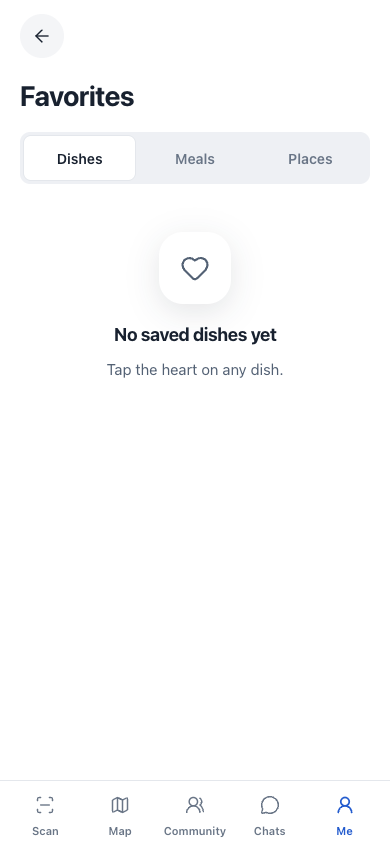 Favorites
Dishes
Meals
Places
No saved dishes yet
Tap the heart on any dish.
Scan
Map
Community
Chats
Me